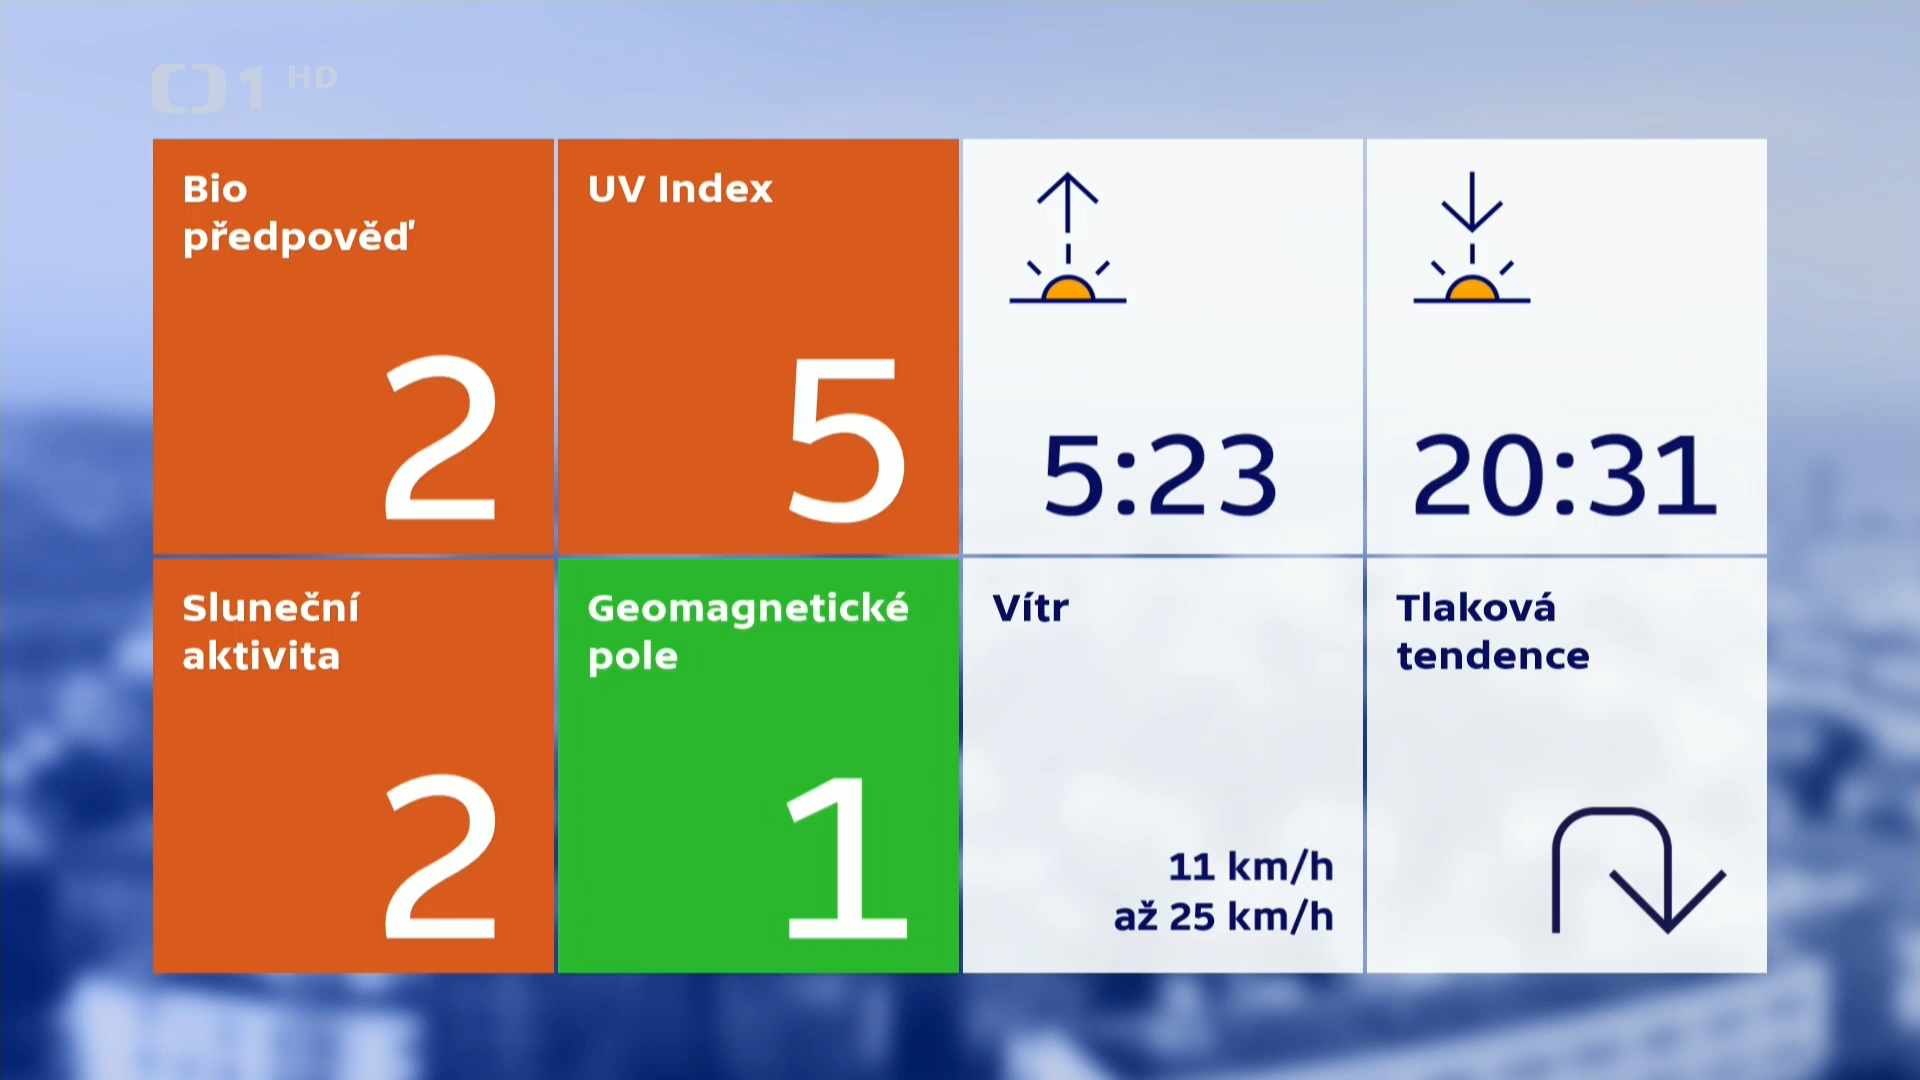 1 HD
Bio
předpověď
2
UV Index
5
5:23
20:31
Sluneční
aktivita
2
Geomagnetické
pole
1
Vítr
11 km/h
až 25 km/h
Tlaková
tendence